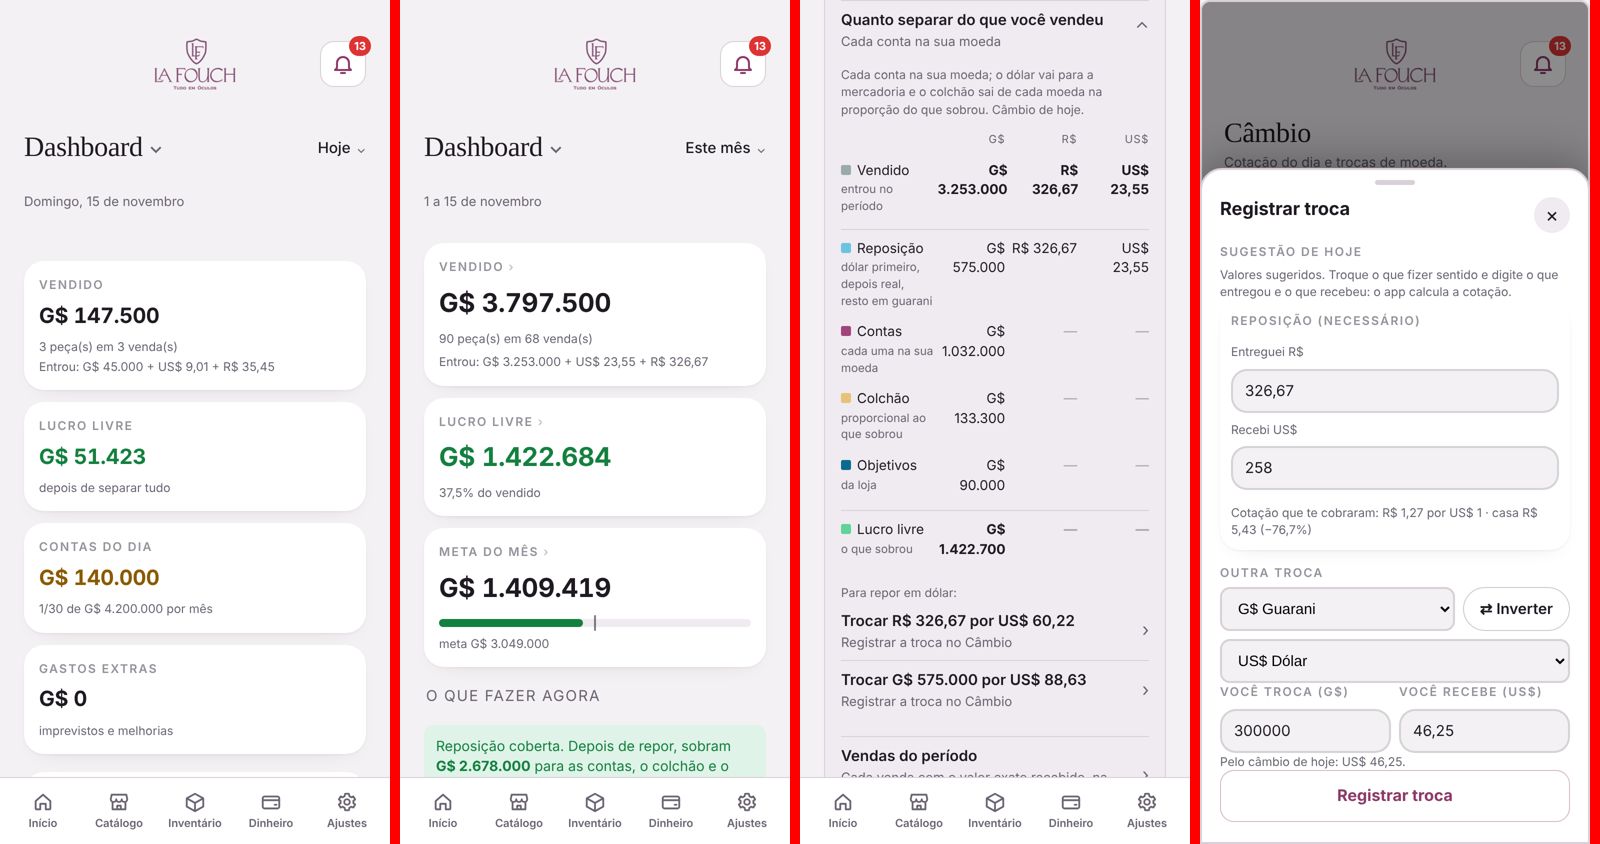 LA FOUCH
TUDO EM ÓCULOS
13
Dashboard
Hoje
Domingo, 15 de novembro
VENDIDO
G$ 147.500
3 peça(s) em 3 venda(s)
Entrou: G$ 45.000 + US$ 9,01 + R$ 35,45
LUCRO LIVRE
G$ 51.423
depois de separar tudo
CONTAS DO DIA
G$ 140.000
1/30 de G$ 4.200.000 por mês
GASTOS EXTRAS
G$ 0
imprevistos e melhorias
Início Catálogo Inventário Dinheiro Ajustes
LA FOUCH
TUDO EM ÓCULOS
13
Dashboard
Este mês
1 a 15 de novembro
VENDIDO ›
G$ 3.797.500
90 peça(s) em 68 venda(s)
Entrou: G$ 3.253.000 + US$ 23,55 + R$ 326,67
LUCRO LIVRE ›
G$ 1.422.684
37,5% do vendido
META DO MÊS ›
G$ 1.409.419
meta G$ 3.049.000
O QUE FAZER AGORA
Reposição coberta. Depois de repor, sobram
G$ 2.678.000 para as contas, o colchão e o
Início Catálogo Inventário Dinheiro Ajustes
Quanto separar do que você vendeu
Cada conta na sua moeda
Cada conta na sua moeda; o dólar vai para a
mercadoria e o colchão sai de cada moeda na
proporção do que sobrou. Câmbio de hoje.
G$ R$ US$
Vendido G$ R$ US$
entrou no 3.253.000 326,67 23,55
período
Reposição G$ R$ 326,67 US$
dólar primeiro, 575.000 23,55
depois real,
resto em guarani
Contas G$ — —
cada uma na sua 1.032.000
moeda
Colchão G$ — —
proporcional ao 133.300
que sobrou
Objetivos G$ — —
da loja 90.000
Lucro livre G$ — —
o que sobrou 1.422.700
Para repor em dólar:
Trocar R$ 326,67 por US$ 60,22
Registrar a troca no Câmbio
Trocar G$ 575.000 por US$ 88,63
Registrar a troca no Câmbio
Vendas do período
Cada venda com o valor exato recebido, na
Início Catálogo Inventário Dinheiro Ajustes
LA FOUCH
TUDO EM ÓCULOS
13
Câmbio
Cotação do dia e trocas de moeda.
Registrar troca
×
SUGESTÃO DE HOJE
Valores sugeridos. Troque o que fizer sentido e digite o que
entregou e o que recebeu: o app calcula a cotação.
REPOSIÇÃO (NECESSÁRIO)
Entreguei R$
326,67
Recebi US$
258
Cotação que te cobraram: R$ 1,27 por US$ 1 · casa R$
5,43 (−76,7%)
OUTRA TROCA
G$ Guarani
⇄ Inverter
US$ Dólar
VOCÊ TROCA (G$) VOCÊ RECEBE (US$)
300000 46,25
Pelo câmbio de hoje: US$ 46,25.
Registrar troca